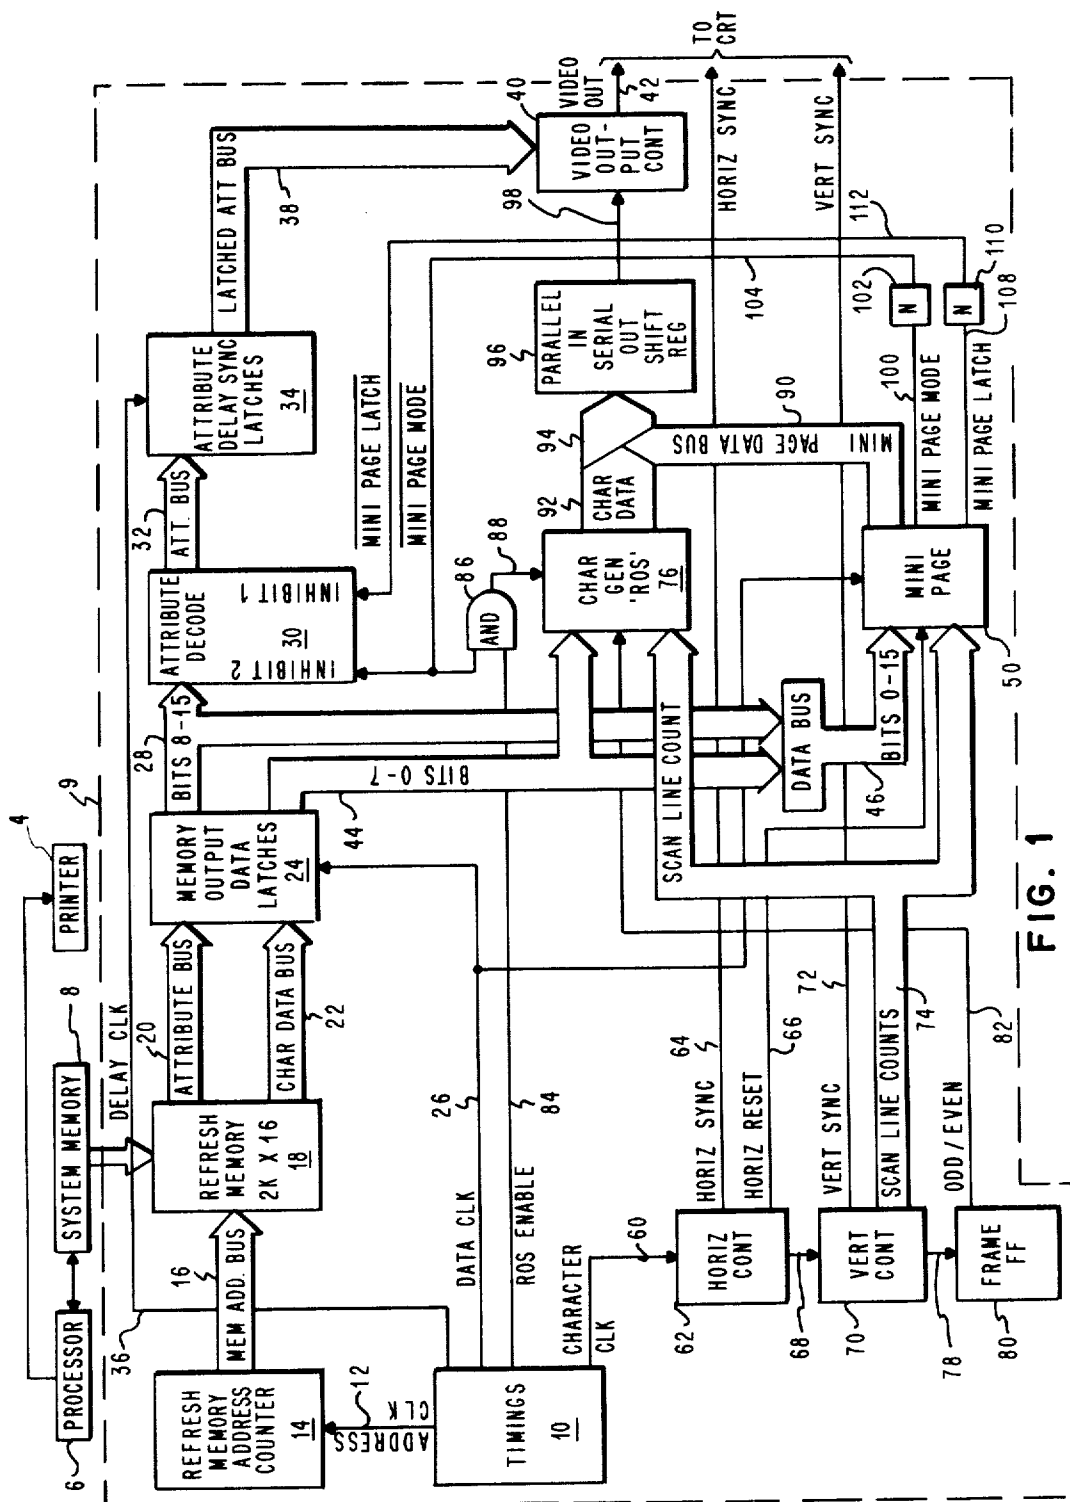 6
PROCESSOR
SYSTEM MEMORY
8
PRINTER
4
9
36
DELAY CLK
REFRESH
MEMORY
ADDRESS
COUNTER
14
16
MEM ADD. BUS
REFRESH
MEMORY
2K X 16
18
20
ATTRIBUTE BUS
CHAR DATA BUS
22
MEMORY
OUTPUT
DATA
LATCHES
24
28
BITS 8-15
ATTRIBUTE
DECODE
30
INHIBIT 2
INHIBIT 1
32
ATT. BUS
ATTRIBUTE
DELAY SYNC
LATCHES
34
LATCHED ATT BUS
38
ADDRESS
CLK
12
TIMINGS
10
DATA CLK
26
ROS ENABLE
84
CHARACTER
CLK
60
44
BITS 0-7
MINI PAGE LATCH
MINI PAGE MODE
AND
86
88
CHAR
GEN
'ROS'
76
92
CHAR
DATA
94
96
PARALLEL
IN
SERIAL
OUT
SHIFT
REG
98
VIDEO
OUT-
PUT
CONT
40
VIDEO
OUT
42
TO
CRT
HORIZ SYNC
VERT SYNC
62
HORIZ
CONT
HORIZ SYNC
64
HORIZ RESET
66
68
70
VERT
CONT
VERT SYNC
72
SCAN LINE COUNTS
74
78
80
FRAME
FF
ODD/EVEN
82
SCAN LINE COUNT
DATA BUS
46
BITS 0-15
MINI
PAGE
50
MINI PAGE DATA BUS
90
MINI PAGE MODE
100
MINI PAGE LATCH
108
N
102
N
110
104
112
FIG. 1